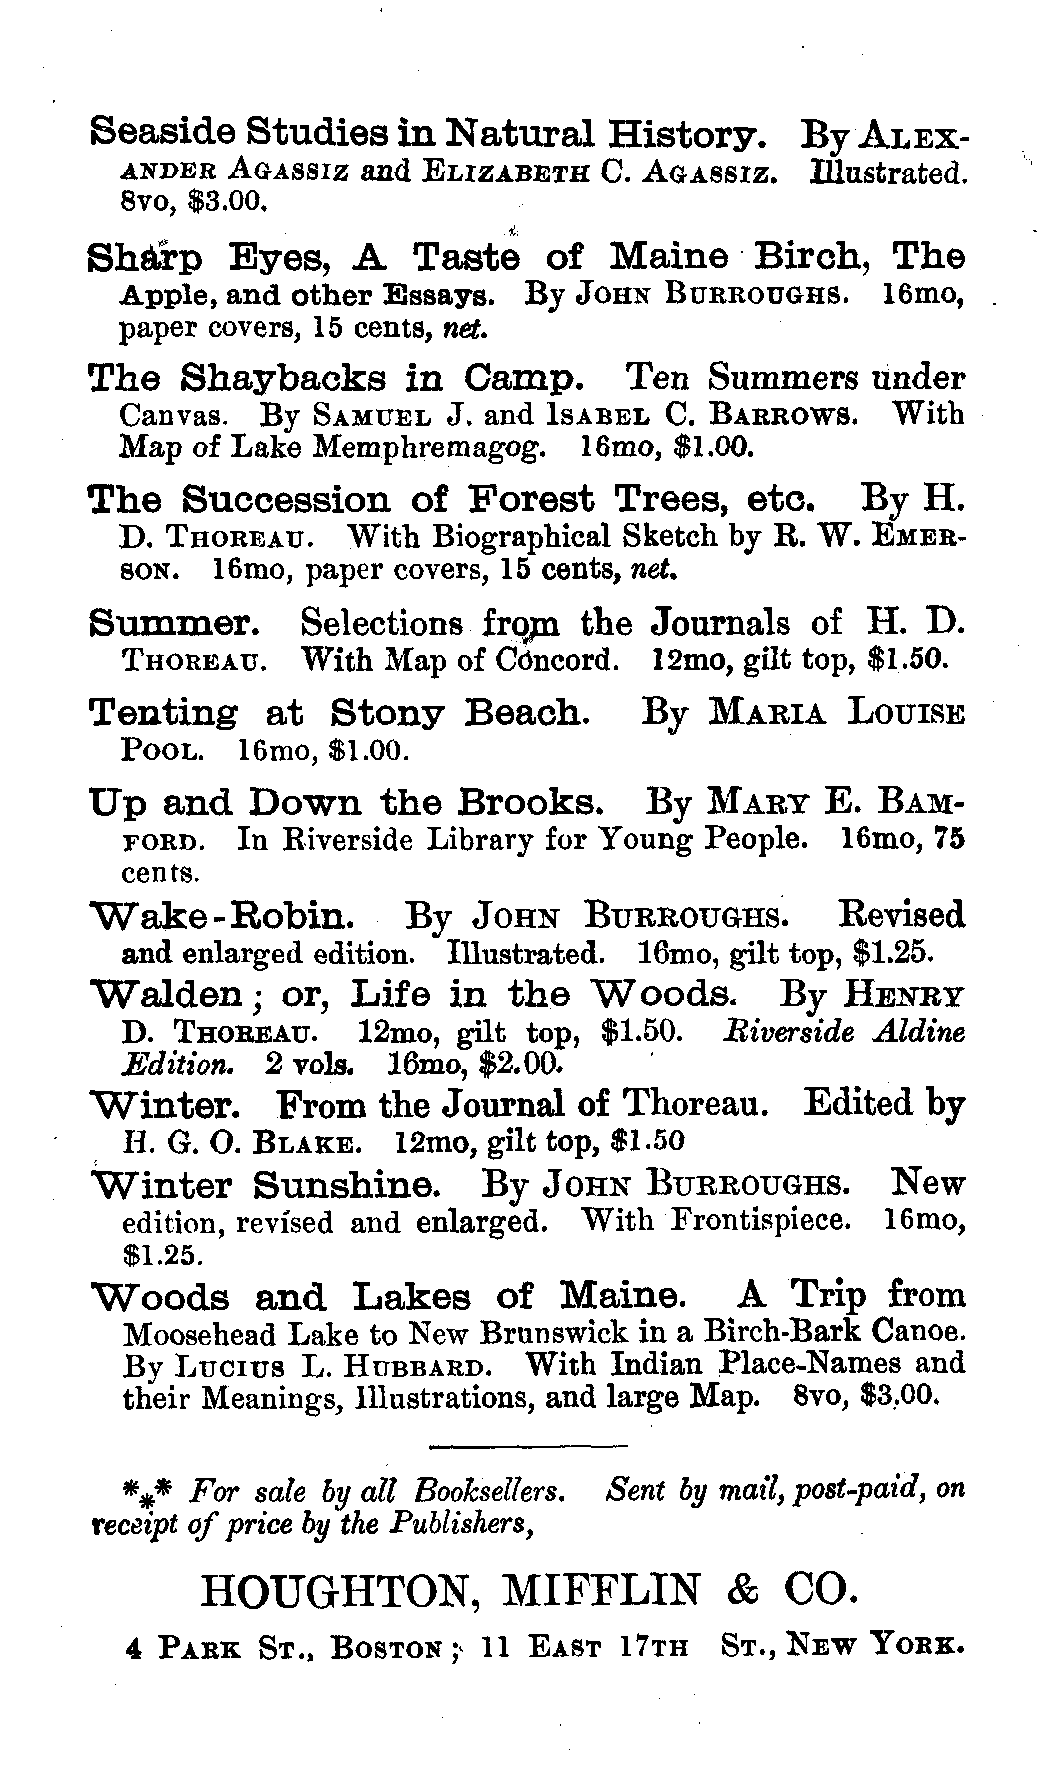 Seaside Studies in Natural History. By ALEX-
ANDER AGASSIZ and ELIZABETH C. AGASSIZ. Illustrated.
8vo, $3.00.
Sharp Eyes, A Taste of Maine Birch, The
Apple, and other Essays. By JOHN BURROUGHS. 16mo,
paper covers, 15 cents, net.
The Shaybacks in Camp. Ten Summers under
Canvas. By SAMUEL J. and ISABEL C. BARROWS. With
Map of Lake Memphremagog. 16mo, $1.00.
The Succession of Forest Trees, etc. By H.
D. THOREAU. With Biographical Sketch by R. W. EMER-
SON. 16mo, paper covers, 15 cents, net.
Summer. Selections from the Journals of H. D.
THOREAU. With Map of Concord. 12mo, gilt top, $1.50.
Tenting at Stony Beach. By MARIA LOUISE
POOL. 16mo, $1.00.
Up and Down the Brooks. By MARY E. BAM-
FORD. In Riverside Library for Young People. 16mo, 75
cents.
Wake-Robin. By JOHN BURROUGHS. Revised
and enlarged edition. Illustrated. 16mo, gilt top, $1.25.
Walden; or, Life in the Woods. By HENRY
D. THOREAU. 12mo, gilt top, $1.50. Riverside Aldine
Edition. 2 vols. 16mo, $2.00.
Winter. From the Journal of Thoreau. Edited by
H. G. O. BLAKE. 12mo, gilt top, $1.50
Winter Sunshine. By JOHN BURROUGHS. New
edition, revised and enlarged. With Frontispiece. 16mo,
$1.25.
Woods and Lakes of Maine. A Trip from
Moosehead Lake to New Brunswick in a Birch-Bark Canoe.
By LUCIUS L. HUBBARD. With Indian Place-Names and
their Meanings, Illustrations, and large Map. 8vo, $3.00.
*** For sale by all Booksellers. Sent by mail, post-paid, on
receipt of price by the Publishers,
HOUGHTON, MIFFLIN & CO.
4 PARK ST., BOSTON; 11 EAST 17TH ST., NEW YORK.